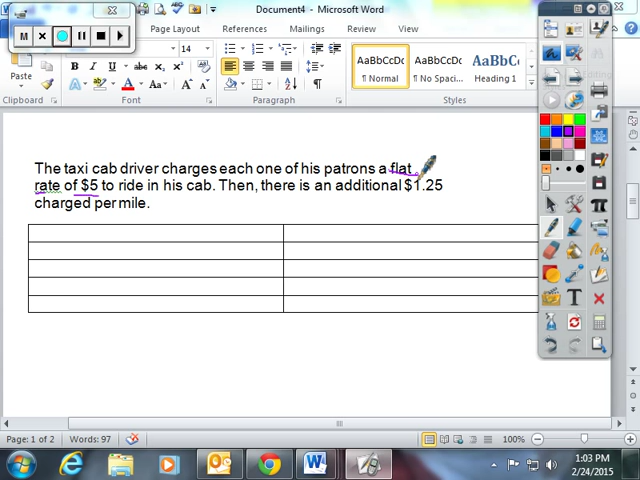 Document4 - Microsoft Word
Page Layout
References
Mailings
Review
View
14
Paste
AaBbCcDc
AaBbCcDc
AaBbC
¶ Normal
¶ No Spaci...
Heading 1
Clipboard
Font
Paragraph
Styles
The taxi cab driver charges each one of his patrons a flat
rate of $5 to ride in his cab. Then, there is an additional $1.25
charged per mile.
Page: 1 of 2
Words: 97
100%
1:03 PM
2/24/2015